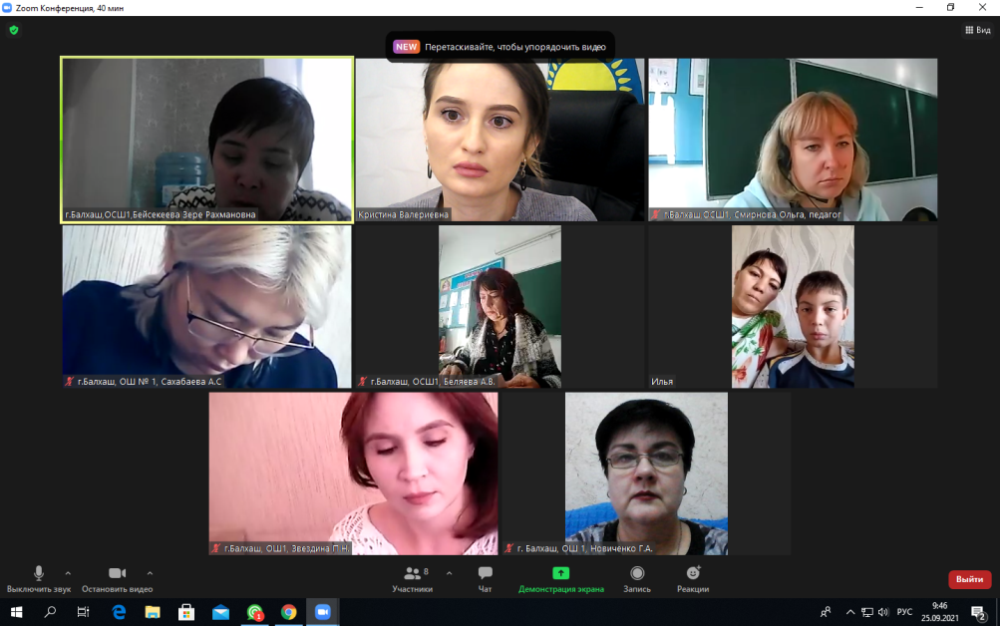 Zoom Конференция, 40 мин
Вид
NEW Перетаскивайте, чтобы упорядочить видео
г.Балхаш,ОСШ1,Бейсекеева Зере Рахмановна
Кристина Валериевна
г.Балхаш ОСШ1, Смирнова Ольга, педагог
г.Балхаш, ОШ № 1, Сахабаева А.С
г.Балхаш, ОСШ1, Беляева А.В.
Илья
г.Балхаш, ОШ1, Звездина П.Н.
г. Балхаш, ОШ 1, Новиченко Г.А.
Выключить звук
Остановить видео
8
Участники
Чат
Демонстрация экрана
Запись
Реакции
Выйти
1
РУС
9:46
25.09.2021
2